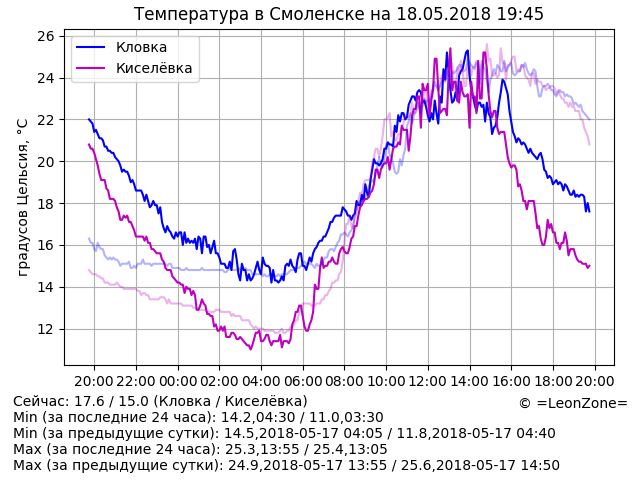 Температура в Смоленске на 18.05.2018 19:45
Кловка
Киселёвка
градусов Цельсия, °C
26
24
22
20
18
16
14
12
20:00 22:00 00:00 02:00 04:00 06:00 08:00 10:00 12:00 14:00 16:00 18:00 20:00
Сейчас: 17.6 / 15.0 (Кловка / Киселёвка)
© =LeonZone=
Min (за последние 24 часа): 14.2,04:30 / 11.0,03:30
Min (за предыдущие сутки): 14.5,2018-05-17 04:05 / 11.8,2018-05-17 04:40
Max (за последние 24 часа): 25.3,13:55 / 25.4,13:05
Max (за предыдущие сутки): 24.9,2018-05-17 13:55 / 25.6,2018-05-17 14:50